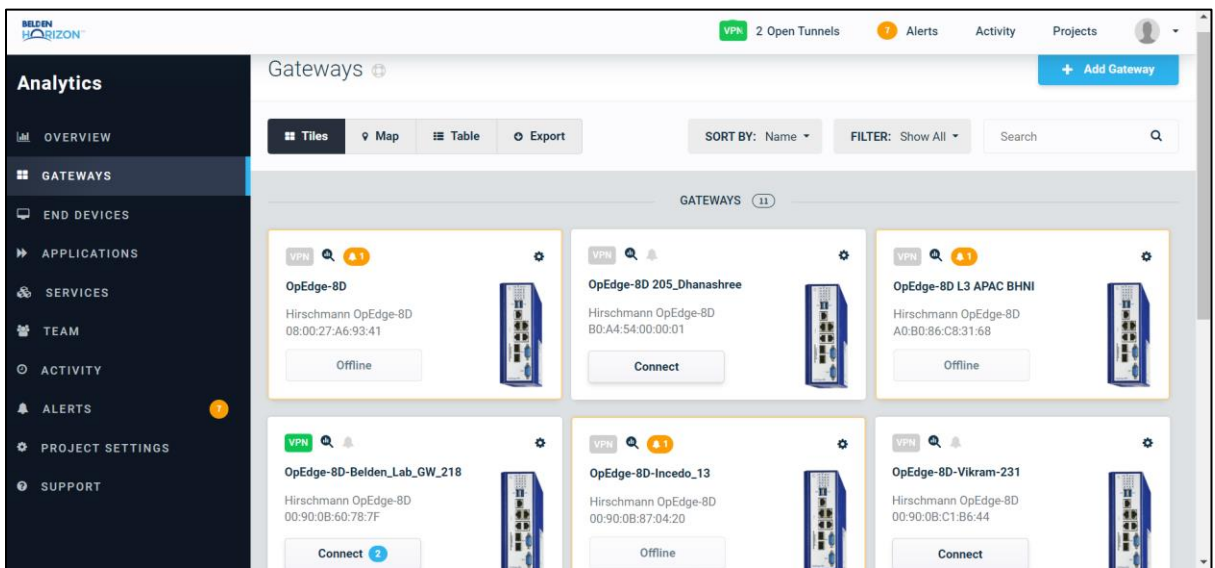 BELDEN
HORIZON
VPN 2 Open Tunnels 7 Alerts Activity Projects
Analytics
OVERVIEW
GATEWAYS
END DEVICES
APPLICATIONS
SERVICES
TEAM
ACTIVITY
ALERTS 7
PROJECT SETTINGS
SUPPORT
Gateways
+ Add Gateway
Tiles Map Table Export SORT BY: Name FILTER: Show All Search
GATEWAYS 11
VPN 1
OpEdge-8D
Hirschmann OpEdge-8D
08:00:27:A6:93:41
Offline
VPN
OpEdge-8D 205_Dhanashree
Hirschmann OpEdge-8D
B0:A4:54:00:00:01
Connect
VPN 1
OpEdge-8D L3 APAC BHNI
Hirschmann OpEdge-8D
A0:B0:86:C8:31:68
Offline
VPN
OpEdge-8D-Belden_Lab_GW_218
Hirschmann OpEdge-8D
00:90:0B:60:78:7F
Connect 2
VPN 1
OpEdge-8D-Incedo_13
Hirschmann OpEdge-8D
00:90:0B:87:04:20
Offline
VPN
OpEdge-8D-Vikram-231
Hirschmann OpEdge-8D
00:90:0B:C1:B6:44
Connect